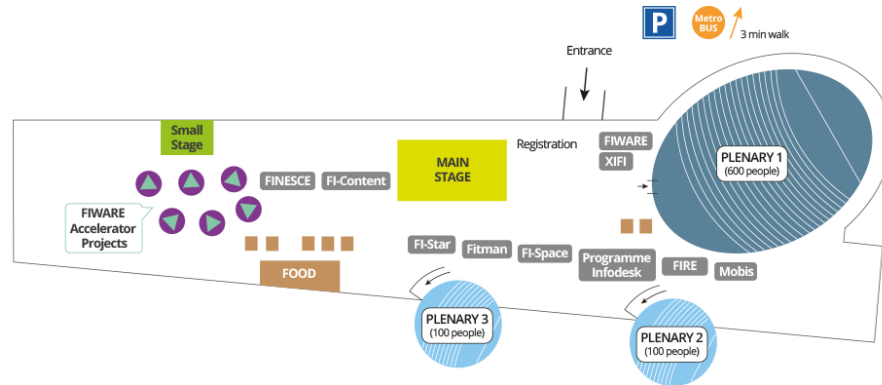 P
Metro
BUS
3 min walk
Entrance
Small
Stage
Registration
FIWARE
XIFI
MAIN
STAGE
PLENARY 1
(600 people)
FINESCE
FI-Content
FIWARE
Accelerator
Projects
FI-Star
Fitman
FI-Space
Programme
Infodesk
FIRE
Mobis
FOOD
PLENARY 3
(100 people)
PLENARY 2
(100 people)